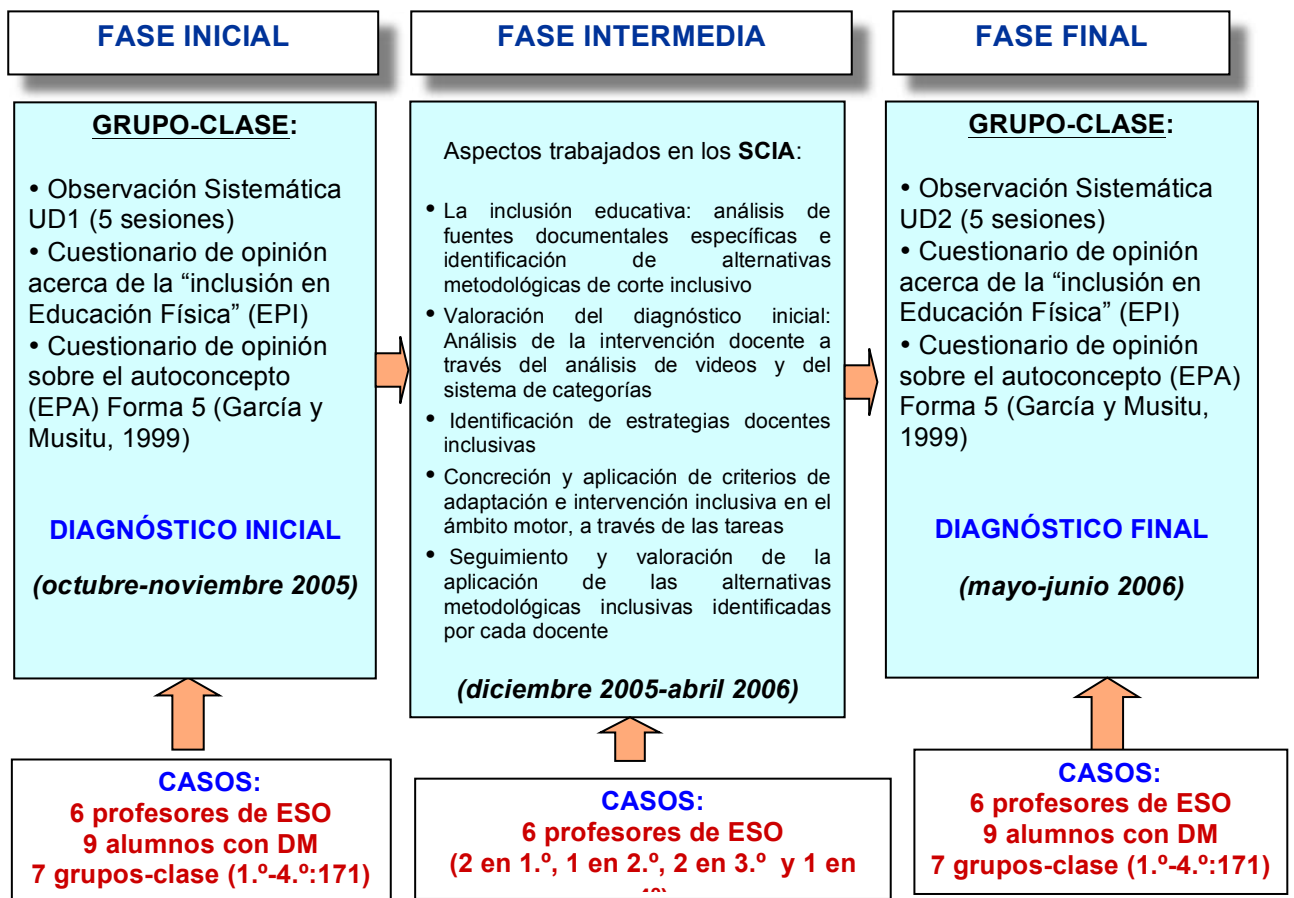 FASE INICIAL
GRUPO-CLASE:
• Observación Sistemática
UD1 (5 sesiones)
• Cuestionario de opinión
acerca de la “inclusión en
Educación Física” (EPI)
• Cuestionario de opinión
sobre el autoconcepto
(EPA) Forma 5 (García y
Musitu, 1999)
DIAGNÓSTICO INICIAL
(octubre-noviembre 2005)
CASOS:
6 profesores de ESO
9 alumnos con DM
7 grupos-clase (1.º-4.º:171)
FASE INTERMEDIA
Aspectos trabajados en los SCIA:
• La inclusión educativa: análisis de
fuentes documentales específicas e
identificación de alternativas
metodológicas de corte inclusivo
• Valoración del diagnóstico inicial:
Análisis de la intervención docente a
través del análisis de videos y del
sistema de categorías
• Identificación de estrategias docentes
inclusivas
• Concreción y aplicación de criterios de
adaptación e intervención inclusiva en el
ámbito motor, a través de las tareas
• Seguimiento y valoración de la
aplicación de las alternativas
metodológicas inclusivas identificadas
por cada docente
(diciembre 2005-abril 2006)
CASOS:
6 profesores de ESO
(2 en 1.º, 1 en 2.º, 2 en 3.º y 1 en
FASE FINAL
GRUPO-CLASE:
• Observación Sistemática
UD2 (5 sesiones)
• Cuestionario de opinión
acerca de la “inclusión en
Educación Física” (EPI)
• Cuestionario de opinión
sobre el autoconcepto (EPA)
Forma 5 (García y Musitu,
1999)
DIAGNÓSTICO FINAL
(mayo-junio 2006)
CASOS:
6 profesores de ESO
9 alumnos con DM
7 grupos-clase (1.º-4.º:171)